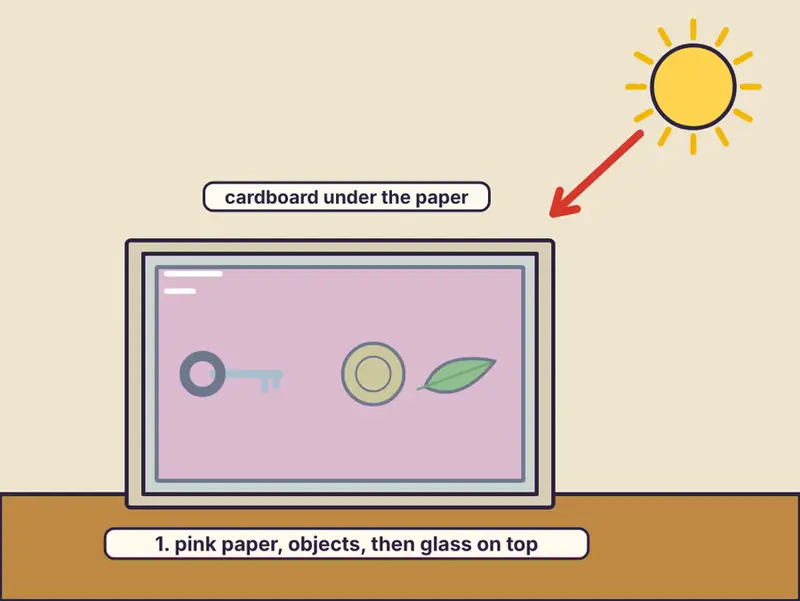 cardboard under the paper
1. pink paper, objects, then glass on top